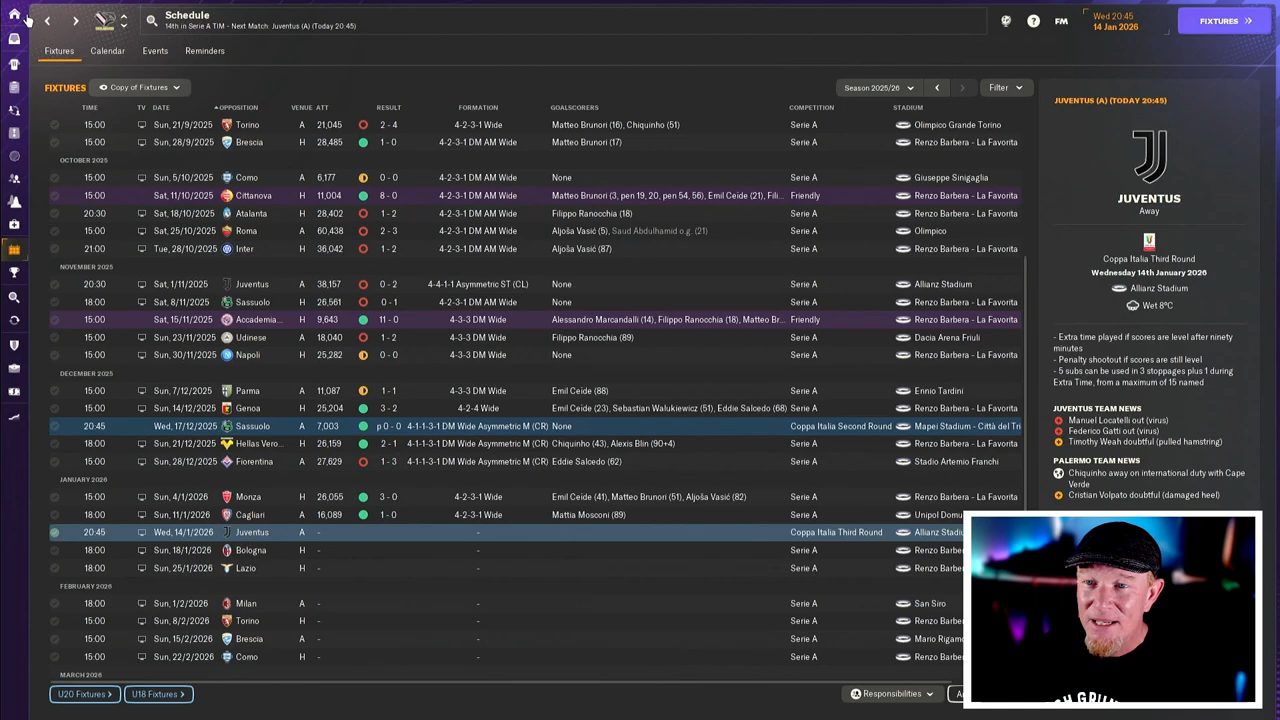 Schedule
14th in Serie A TIM - Next Match: Juventus (A) (Today 20:45)
FM
Wed 20:45
14 Jan 2026
FIXTURES
Fixtures Calendar Events Reminders
FIXTURES Copy of Fixtures Season 2025/26 Filter
TIME TV DATE OPPOSITION VENUE ATT RESULT FORMATION GOALSCORERS COMPETITION STADIUM
15:00 Sun, 21/9/2025 Torino A 21,045 2 - 4 4-2-3-1 Wide Matteo Brunori (16), Chiquinho (51) Serie A Olimpico Grande Torino
15:00 Sun, 28/9/2025 Brescia H 28,485 1 - 0 4-2-3-1 DM AM Wide Matteo Brunori (17) Serie A Renzo Barbera - La Favorita
OCTOBER 2025
15:00 Sun, 5/10/2025 Como A 6,177 0 - 0 4-2-3-1 DM AM Wide None Serie A Giuseppe Sinigaglia
15:00 Sat, 11/10/2025 Cittanova H 11,004 8 - 0 4-2-3-1 DM AM Wide Matteo Brunori (3, pen 19, 20, pen 54, 56), Emil Ceide (21), Fili... Friendly Renzo Barbera - La Favorita
20:30 Sat, 18/10/2025 Atalanta H 28,402 1 - 2 4-2-3-1 DM AM Wide Filippo Ranocchia (18) Serie A Renzo Barbera - La Favorita
15:00 Sat, 25/10/2025 Roma A 60,438 2 - 3 4-2-3-1 DM AM Wide Aljoša Vasić (5), Saud Abdulhamid o.g. (21) Serie A Olimpico
21:00 Tue, 28/10/2025 Inter H 36,042 1 - 2 4-2-3-1 DM AM Wide Aljoša Vasić (87) Serie A Renzo Barbera - La Favorita
NOVEMBER 2025
20:30 Sat, 1/11/2025 Juventus A 38,157 0 - 2 4-4-1-1 Asymmetric ST (CL) None Serie A Allianz Stadium
18:00 Sat, 8/11/2025 Sassuolo H 26,561 0 - 1 4-2-3-1 DM AM Wide None Serie A Renzo Barbera - La Favorita
15:00 Sat, 15/11/2025 Accademia... H 9,643 11 - 0 4-3-3 DM Wide Alessandro Marcandalli (14), Filippo Ranocchia (18), Matteo Br... Friendly Renzo Barbera - La Favorita
15:00 Sun, 23/11/2025 Udinese A 18,040 1 - 2 4-3-3 DM Wide Filippo Ranocchia (89) Serie A Dacia Arena Friuli
15:00 Sun, 30/11/2025 Napoli H 25,282 0 - 0 4-3-3 DM Wide None Serie A Renzo Barbera - La Favorita
DECEMBER 2025
15:00 Sun, 7/12/2025 Parma A 11,087 1 - 1 4-3-3 DM Wide Emil Ceide (88) Serie A Ennio Tardini
15:00 Sun, 14/12/2025 Genoa H 25,204 3 - 2 4-2-4 Wide Emil Ceide (23), Sebastian Walukiewicz (51), Eddie Salcedo (68) Serie A Renzo Barbera - La Favorita
20:45 Wed, 17/12/2025 Sassuolo A 7,003 p 0 - 0 4-1-1-3-1 DM Wide Asymmetric M (CR) None Coppa Italia Second Round Mapei Stadium - Città del Tri
18:00 Sun, 21/12/2025 Hellas Vero... H 26,159 2 - 1 4-1-1-3-1 DM Wide Asymmetric M (CR) Chiquinho (43), Alexis Blin (90+4) Serie A Renzo Barbera - La Favorita
15:00 Sun, 28/12/2025 Fiorentina A 27,629 1 - 3 4-1-1-3-1 DM Wide Asymmetric M (CR) Eddie Salcedo (62) Serie A Stadio Artemio Franchi
JANUARY 2026
15:00 Sun, 4/1/2026 Monza H 26,055 3 - 0 4-2-3-1 Wide Emil Ceide (41), Matteo Brunori (51), Aljoša Vasić (82) Serie A Renzo Barbera - La Favorita
18:00 Sun, 11/1/2026 Cagliari A 16,089 1 - 0 4-2-3-1 Wide Mattia Mosconi (89) Serie A Unipol Domu
20:45 Wed, 14/1/2026 Juventus A - - Coppa Italia Third Round Allianz Stadiu
18:00 Sun, 18/1/2026 Bologna H - - Serie A Renzo Barber
18:00 Sun, 25/1/2026 Lazio H - - Serie A Renzo Barber
FEBRUARY 2026
18:00 Sun, 1/2/2026 Milan A - - Serie A San Siro
15:00 Sun, 8/2/2026 Torino H - - Serie A Renzo Barber
15:00 Sun, 15/2/2026 Brescia A - - Serie A Mario Rigam
15:00 Sun, 22/2/2026 Como H - - Serie A Renzo Barber
MARCH 2026
U20 Fixtures > U18 Fixtures > Responsibilities
JUVENTUS (A) (TODAY 20:45)
JUVENTUS
Away
Coppa Italia Third Round
Wednesday 14th January 2026
Allianz Stadium
Wet 8°C
- Extra time played if scores are level after ninety
minutes
- Penalty shootout if scores are still level
- 5 subs can be used in 3 stoppages plus 1 during
Extra Time, from a maximum of 15 named
JUVENTUS TEAM NEWS
Manuel Locatelli out (virus)
Federico Gatti out (virus)
Timothy Weah doubtful (pulled hamstring)
PALERMO TEAM NEWS
Chiquinho away on international duty with Cape
Verde
Cristian Volpato doubtful (damaged heel)